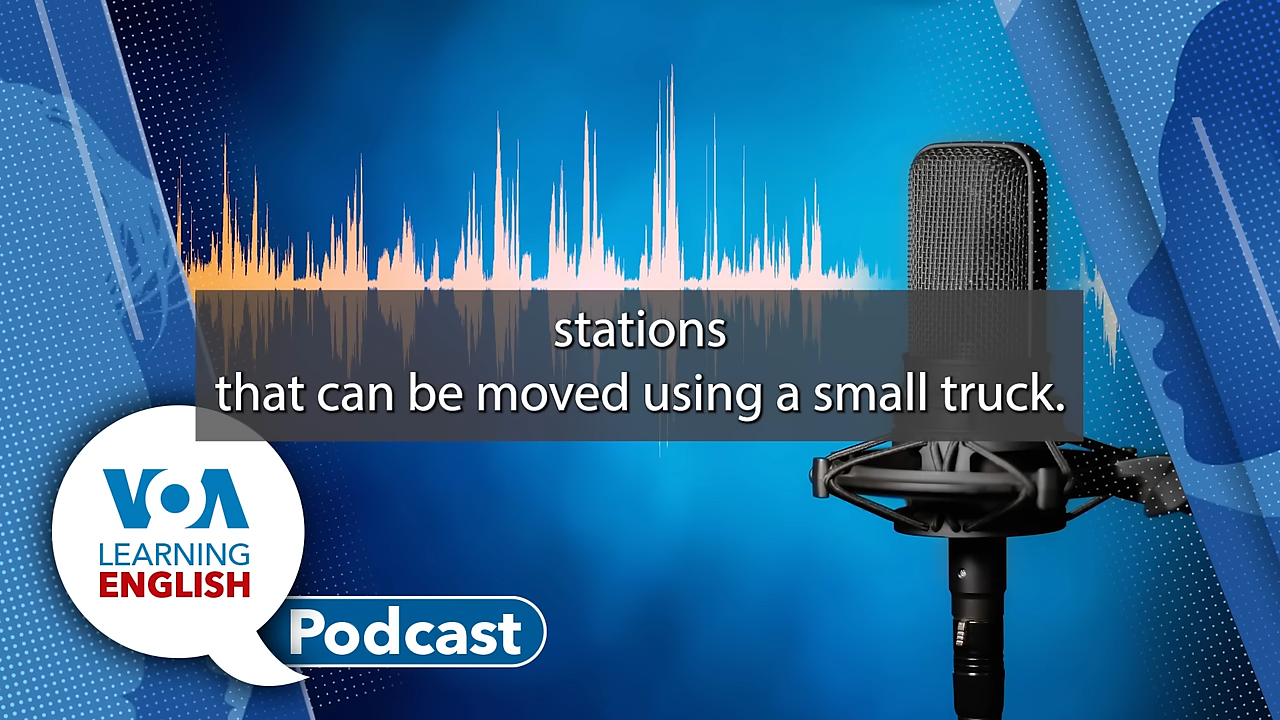 stations
that can be moved using a small truck.
VOA
LEARNING
ENGLISH
Podcast